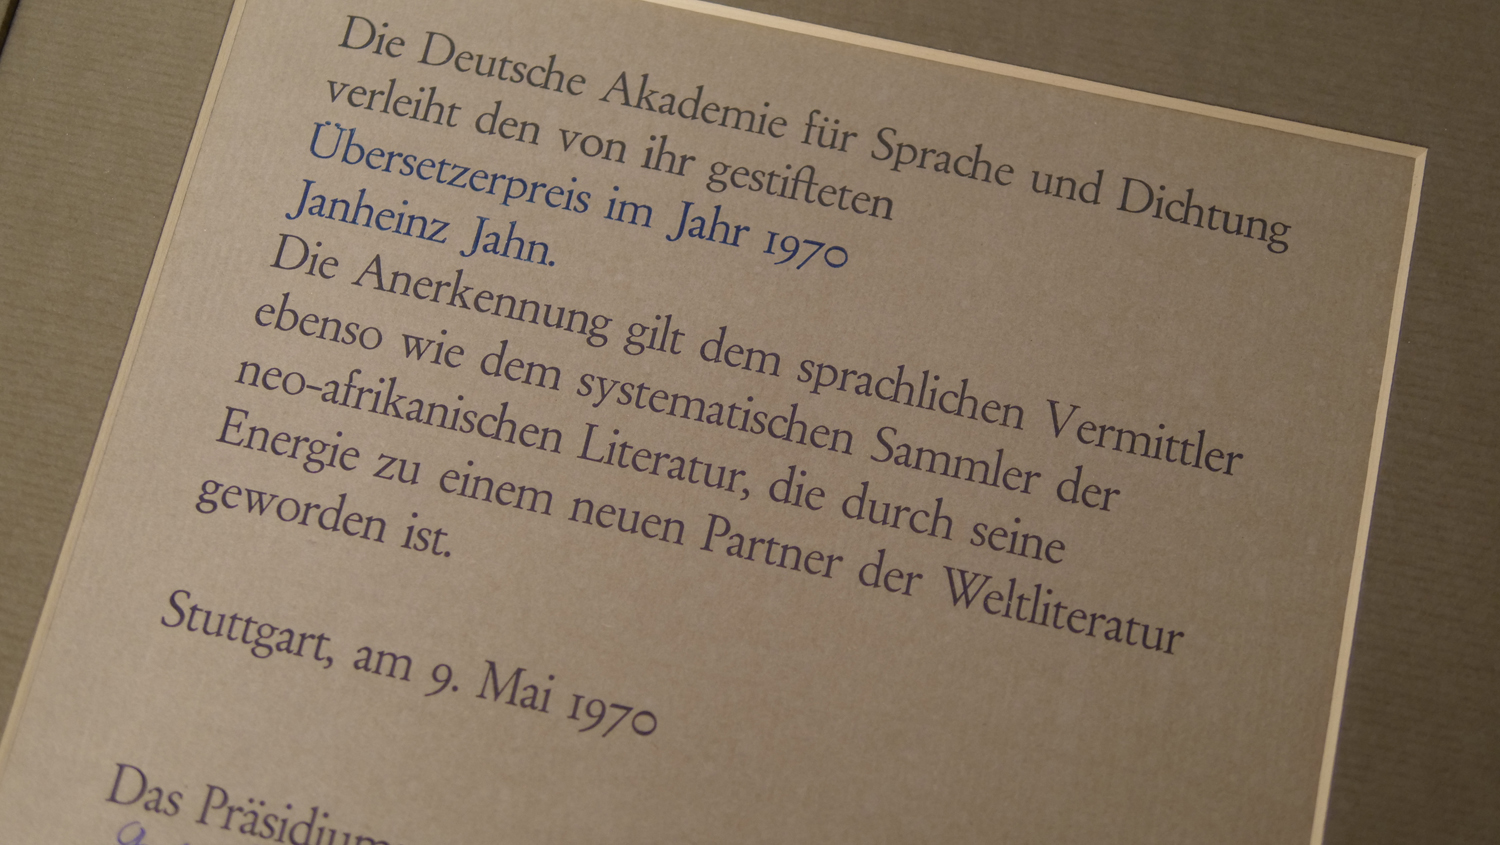 Die Deutsche Akademie für Sprache und Dichtung
verleiht den von ihr gestifteten
Übersetzerpreis im Jahr 1970
Janheinz Jahn.
Die Anerkennung gilt dem sprachlichen Vermittler
ebenso wie dem systematischen Sammler der
neo-afrikanischen Literatur, die durch seine
Energie zu einem neuen Partner der Weltliteratur
geworden ist.
Stuttgart, am 9. Mai 1970
Das Präsidium